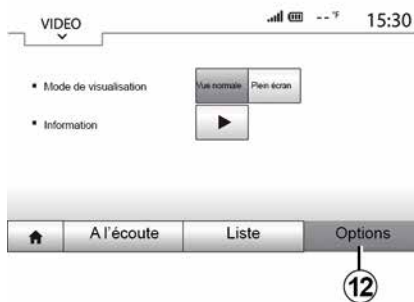 VIDEO -- °F 15:30
Mode de visualisation Vue normale Plein écran
Information
A l'écoute Liste Options
12